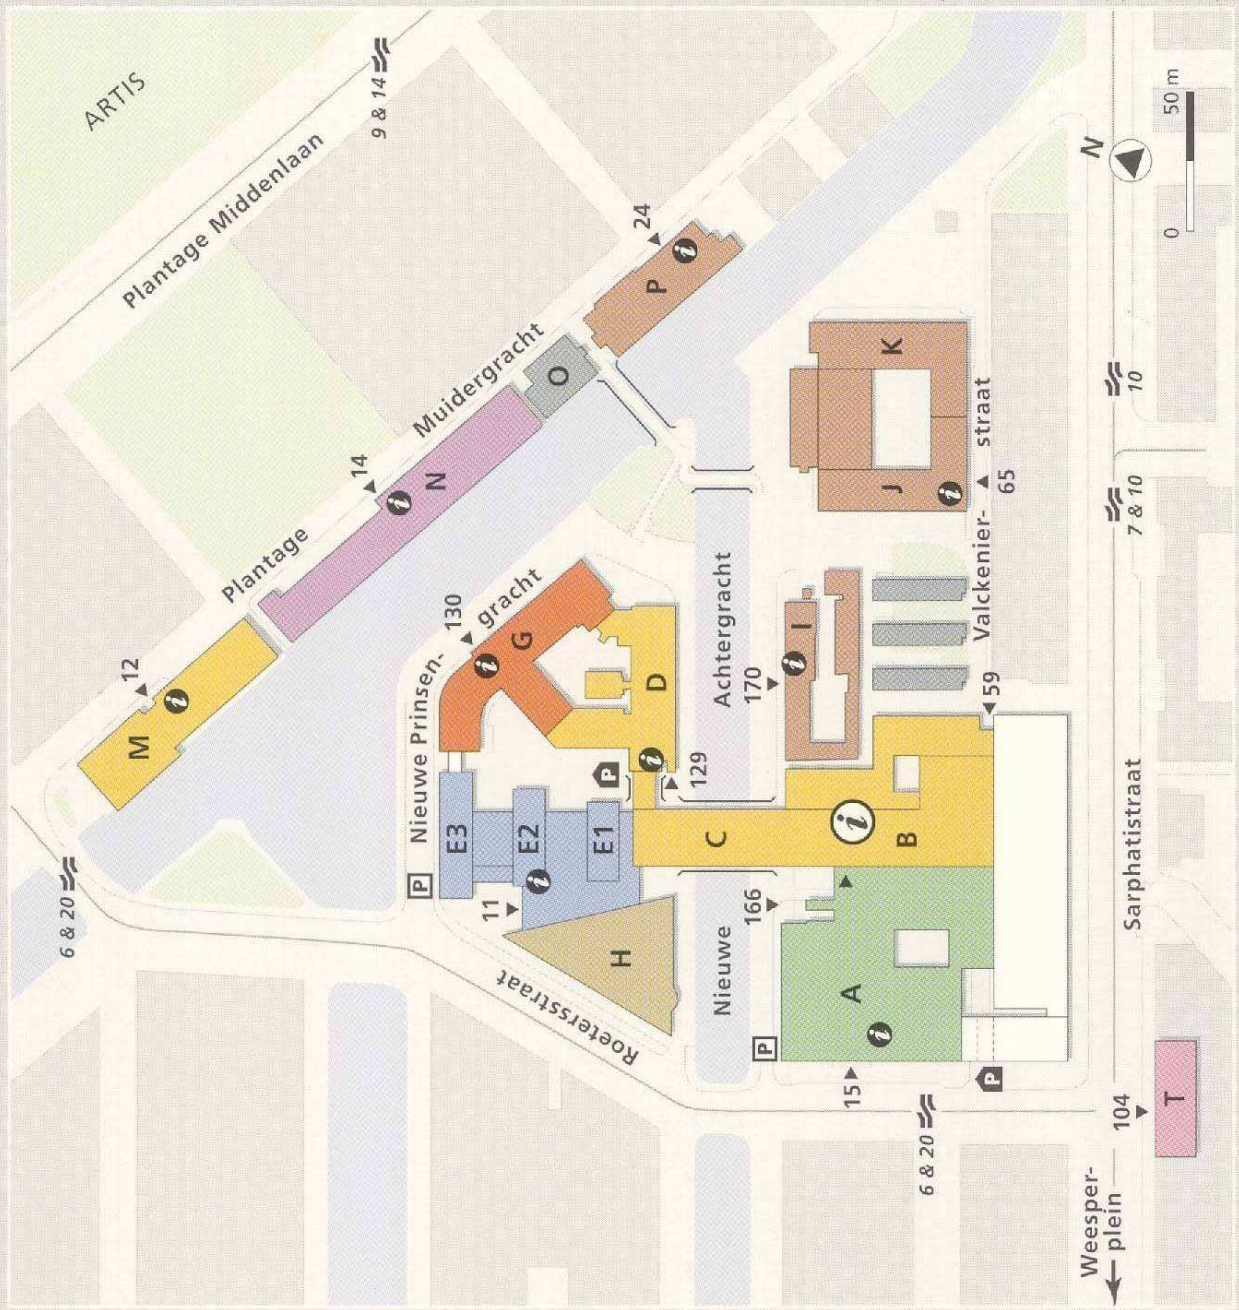 6 & 20
ARTIS
12
M
Plantage Middenlaan
9 & 14
Plantage
Muidergracht
14
N
P
Nieuwe Prinsen-
gracht
130
E3
11
G
E2
O
Roetersstraat
E1
P
H
24
D
P
129
C
Nieuwe
Achtergracht
166
170
P
I
15
A
J
K
B
6 & 20
Valckenier-
straat
P
59
65
Weesper-
plein
N
104
Sarphatistraat
7 & 10
10
T
0
50 m